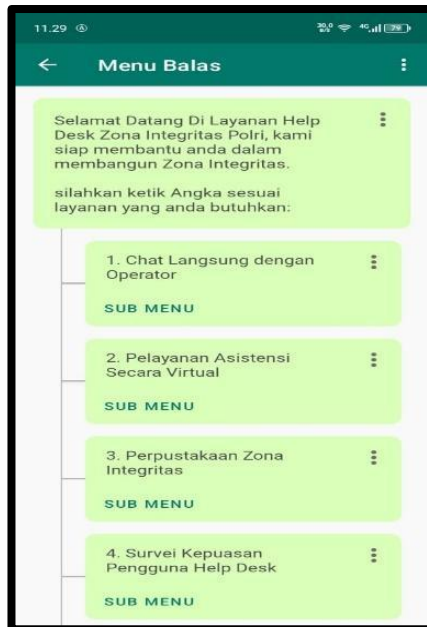 11.29
4G 79
← Menu Balas
Selamat Datang Di Layanan Help
Desk Zona Integritas Polri, kami
siap membantu anda dalam
membangun Zona Integritas.
silahkan ketik Angka sesuai
layanan yang anda butuhkan:
1. Chat Langsung dengan
Operator
SUB MENU
2. Pelayanan Asistensi
Secara Virtual
SUB MENU
3. Perpustakaan Zona
Integritas
SUB MENU
4. Survei Kepuasan
Pengguna Help Desk
SUB MENU